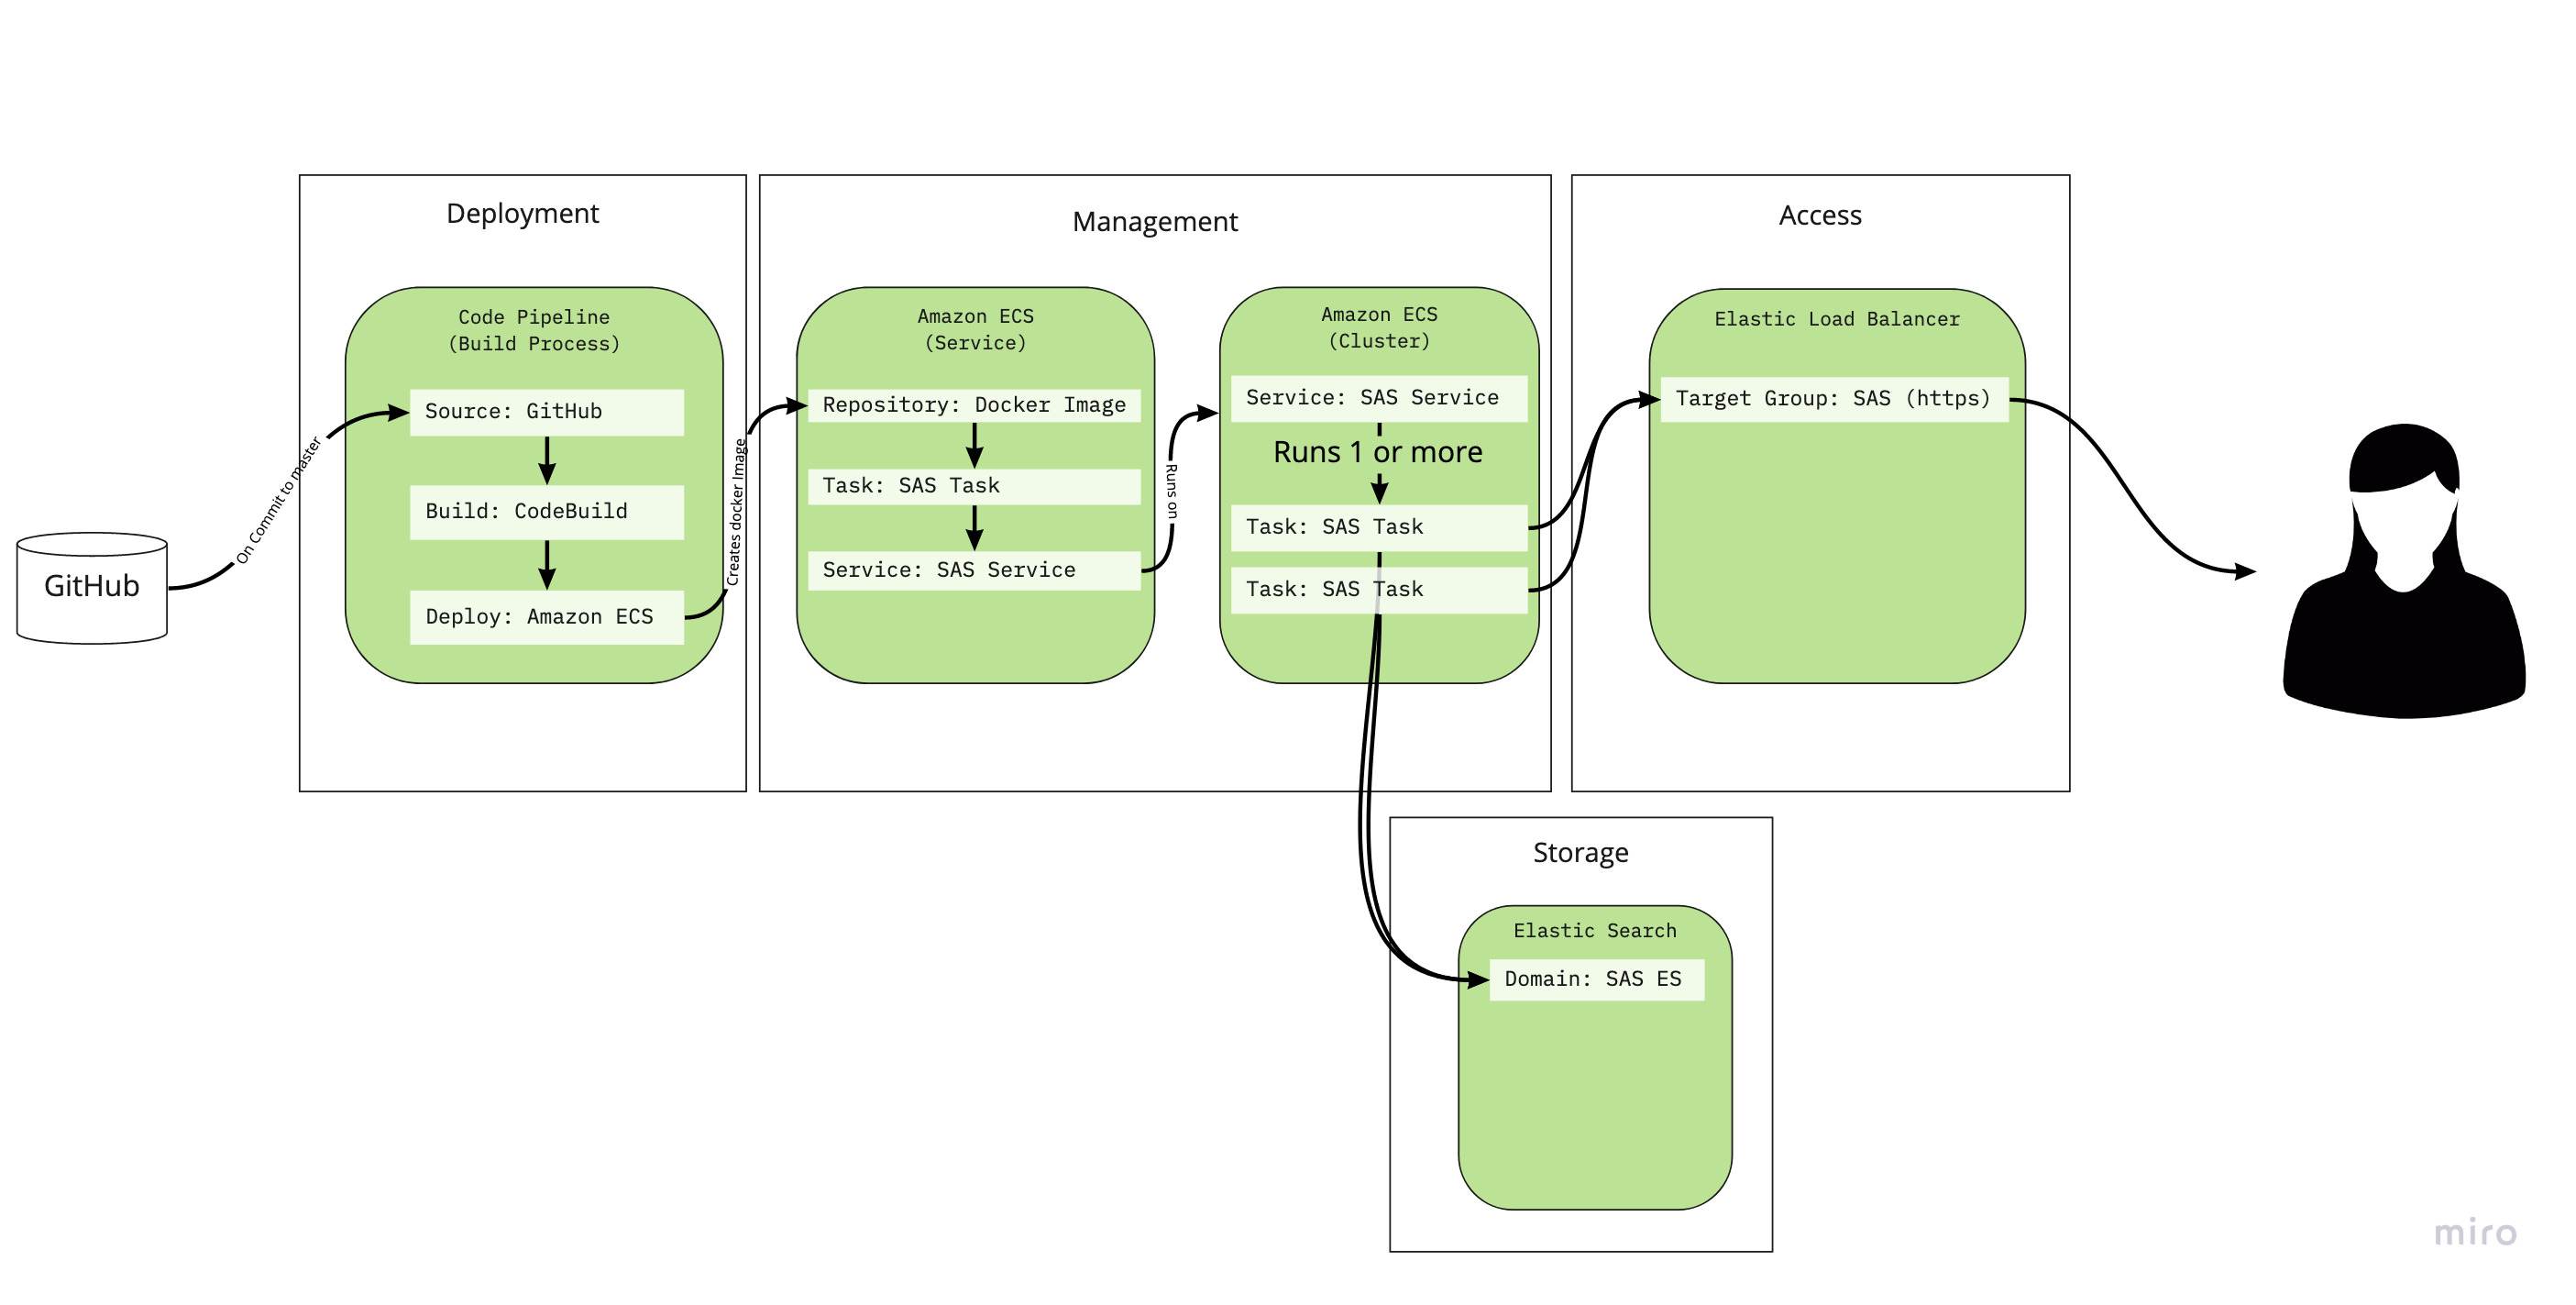 GitHub
On Commit to master
Deployment
Code Pipeline
(Build Process)
Source: GitHub
Build: CodeBuild
Deploy: Amazon ECS
Creates docker Image
Management
Amazon ECS
(Service)
Repository: Docker Image
Task: SAS Task
Service: SAS Service
Runs on
Amazon ECS
(Cluster)
Service: SAS Service
Runs 1 or more
Task: SAS Task
Task: SAS Task
Access
Elastic Load Balancer
Target Group: SAS (https)
Storage
Elastic Search
Domain: SAS ES
miro